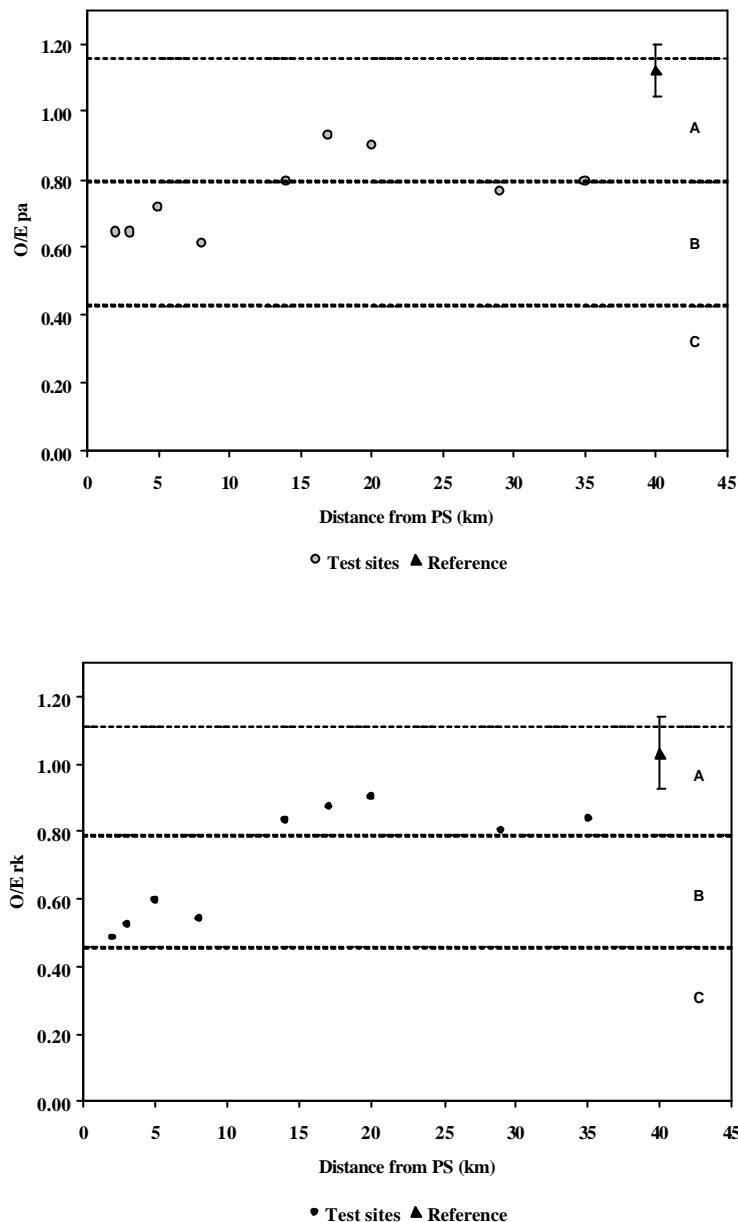 1.20
1.00
0.80
0.60
0.40
0.20
0.00
O/E pa
A
B
C
0 5 10 15 20 25 30 35 40 45
Distance from PS (km)
Test sites Reference
1.20
1.00
0.80
0.60
0.40
0.20
0.00
O/E rk
A
B
C
0 5 10 15 20 25 30 35 40 45
Distance from PS (km)
Test sites Reference